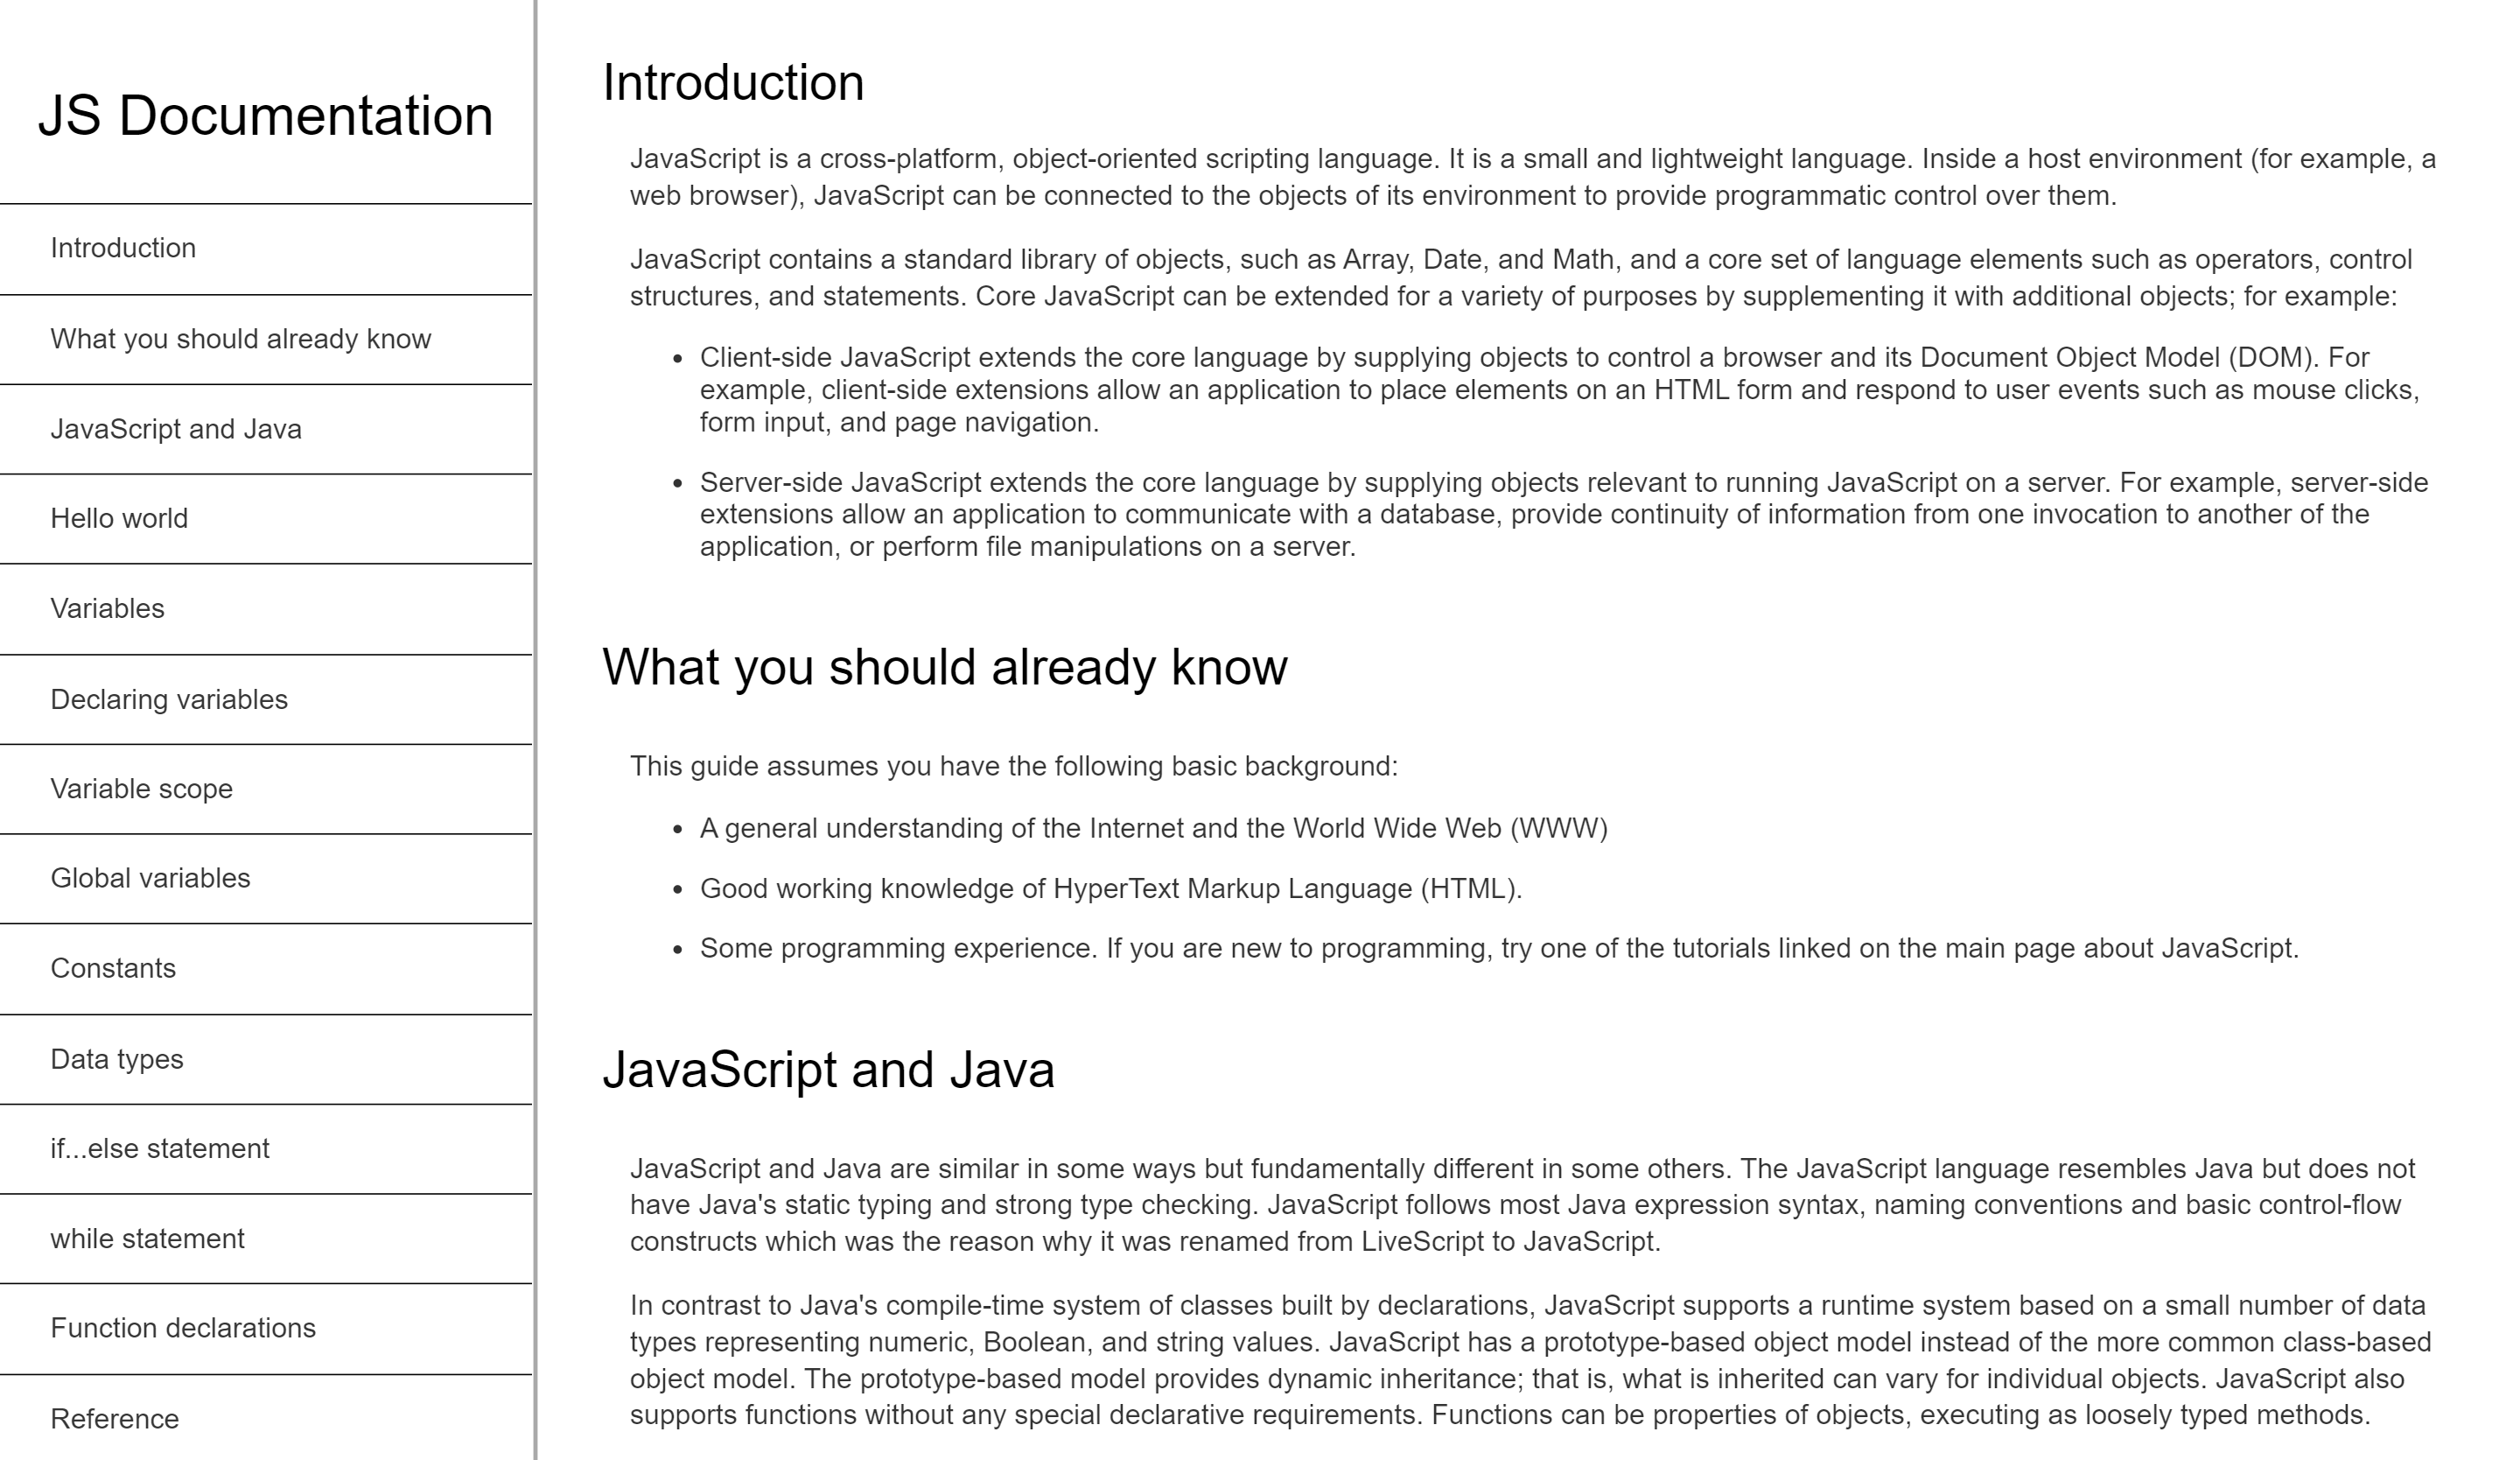 JS Documentation
Introduction
What you should already know
JavaScript and Java
Hello world
Variables
Declaring variables
Variable scope
Global variables
Constants
Data types
if...else statement
while statement
Function declarations
Reference
Introduction
JavaScript is a cross-platform, object-oriented scripting language. It is a small and lightweight language. Inside a host environment (for example, a
web browser), JavaScript can be connected to the objects of its environment to provide programmatic control over them.
JavaScript contains a standard library of objects, such as Array, Date, and Math, and a core set of language elements such as operators, control
structures, and statements. Core JavaScript can be extended for a variety of purposes by supplementing it with additional objects; for example:
• Client-side JavaScript extends the core language by supplying objects to control a browser and its Document Object Model (DOM). For
example, client-side extensions allow an application to place elements on an HTML form and respond to user events such as mouse clicks,
form input, and page navigation.
• Server-side JavaScript extends the core language by supplying objects relevant to running JavaScript on a server. For example, server-side
extensions allow an application to communicate with a database, provide continuity of information from one invocation to another of the
application, or perform file manipulations on a server.
What you should already know
This guide assumes you have the following basic background:
• A general understanding of the Internet and the World Wide Web (WWW)
• Good working knowledge of HyperText Markup Language (HTML).
• Some programming experience. If you are new to programming, try one of the tutorials linked on the main page about JavaScript.
JavaScript and Java
JavaScript and Java are similar in some ways but fundamentally different in some others. The JavaScript language resembles Java but does not
have Java's static typing and strong type checking. JavaScript follows most Java expression syntax, naming conventions and basic control-flow
constructs which was the reason why it was renamed from LiveScript to JavaScript.
In contrast to Java's compile-time system of classes built by declarations, JavaScript supports a runtime system based on a small number of data
types representing numeric, Boolean, and string values. JavaScript has a prototype-based object model instead of the more common class-based
object model. The prototype-based model provides dynamic inheritance; that is, what is inherited can vary for individual objects. JavaScript also
supports functions without any special declarative requirements. Functions can be properties of objects, executing as loosely typed methods.